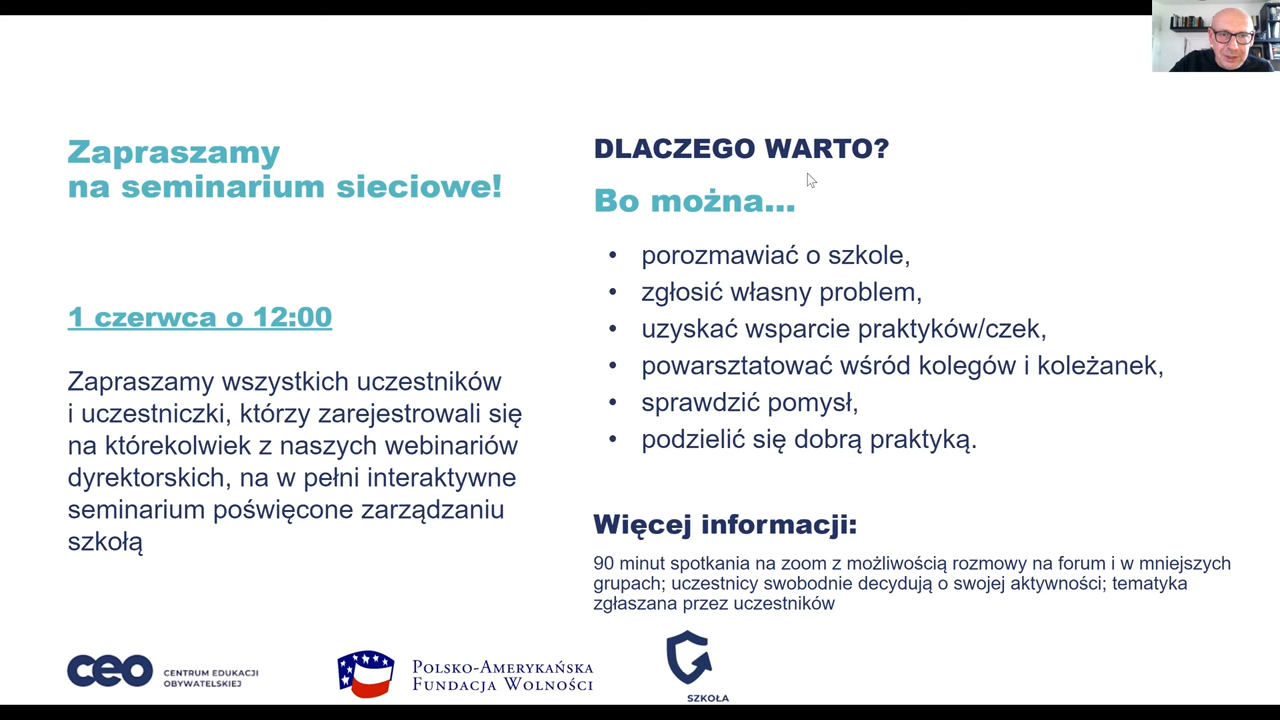 Zapraszamy
na seminarium sieciowe!
1 czerwca o 12:00
Zapraszamy wszystkich uczestników
i uczestniczki, którzy zarejestrowali się
na którekolwiek z naszych webinariów
dyrektorskich, na w pełni interaktywne
seminarium poświęcone zarządzaniu
szkołą
DLACZEGO WARTO?
Bo można...
• porozmawiać o szkole,
• zgłosić własny problem,
• uzyskać wsparcie praktyków/czek,
• powarsztatować wśród kolegów i koleżanek,
• sprawdzić pomysł,
• podzielić się dobrą praktyką.
Więcej informacji:
90 minut spotkania na zoom z możliwością rozmowy na forum i w mniejszych
grupach; uczestnicy swobodnie decydują o swojej aktywności; tematyka
zgłaszana przez uczestników
ceo
CENTRUM EDUKACJI
OBYWATELSKIEJ
POLSKO-AMERYKAŃSKA
FUNDACJA WOLNOŚCI
SZKOŁA